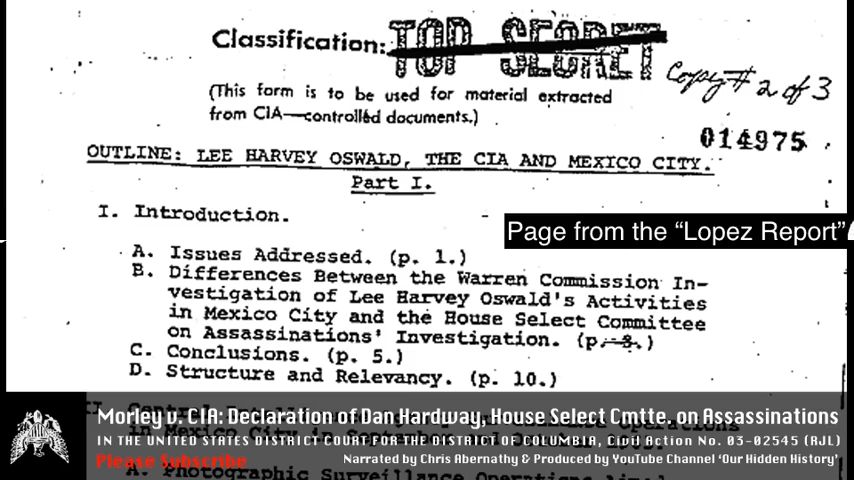 Classification: TOP SECRET
Copy # 2 of 3
(This form is to be used for material extracted
from CIA—controlled documents.)
014975
OUTLINE: LEE HARVEY OSWALD, THE CIA AND MEXICO CITY.
Part I.
I. Introduction.
Page from the “Lopez Report”
A. Issues Addressed. (p. 1.)
B. Differences Between the Warren Commission In-
vestigation of Lee Harvey Oswald's Activities
in Mexico City and the House Select Committee
on Assassinations' Investigation. (p. 3.)
C. Conclusions. (p. 5.)
D. Structure and Relevancy. (p. 10.)
Morley v. CIA: Declaration of Dan Hardway, House Select Cmtte. on Assassinations
IN THE UNITED STATES DISTRICT COURT FOR THE DISTRICT OF COLUMBIA, Civil Action No. 03-02545 (RJL)
Please Subscribe
Narrated by Chris Abernathy & Produced by YouTube Channel 'Our Hidden History'
A. Photographic Surveillance Operations